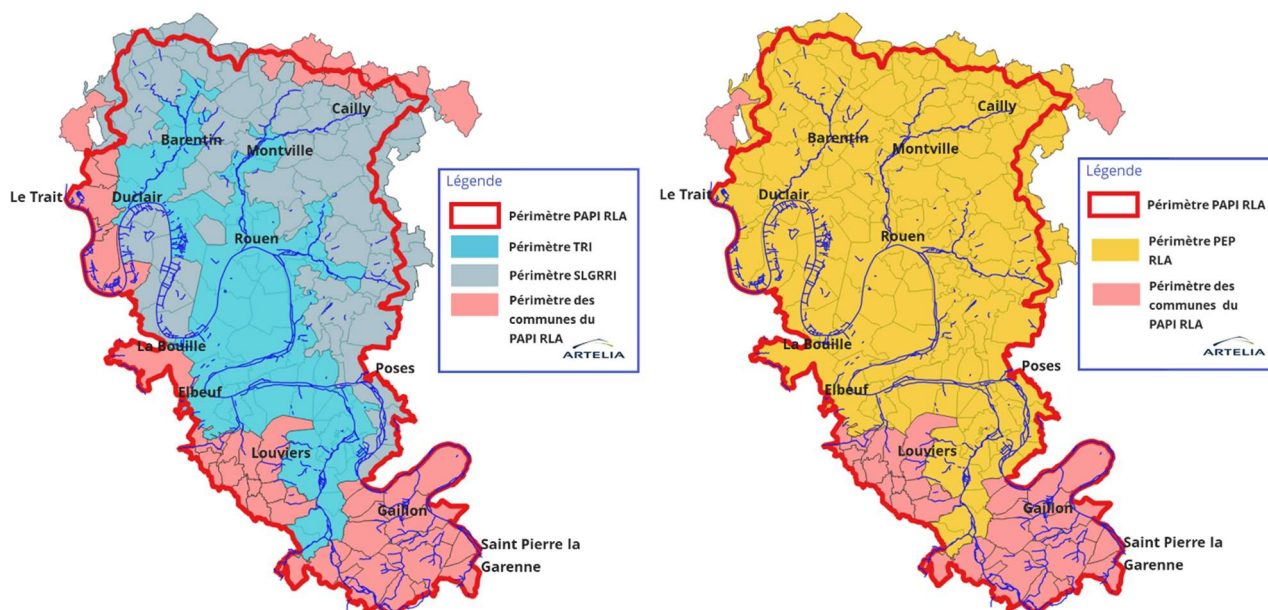 Cailly
Barentin
Montville
Le Trait
Duclair
Rouen
La Bouille
Poses
Elbeuf
Louviers
Gaillon
Saint Pierre la
Garenne
Légende
Périmètre PAPI RLA
Périmètre TRI
Périmètre SLGRRI
Périmètre des
communes du
PAPI RLA
ARTELIA
Cailly
Barentin
Montville
Le Trait
Duclair
Rouen
La Bouille
Poses
Elbeuf
Louviers
Gaillon
Saint Pierre la
Garenne
Légende
Périmètre PAPI RLA
Périmètre PEP
RLA
Périmètre des
communes du
PAPI RLA
ARTELIA